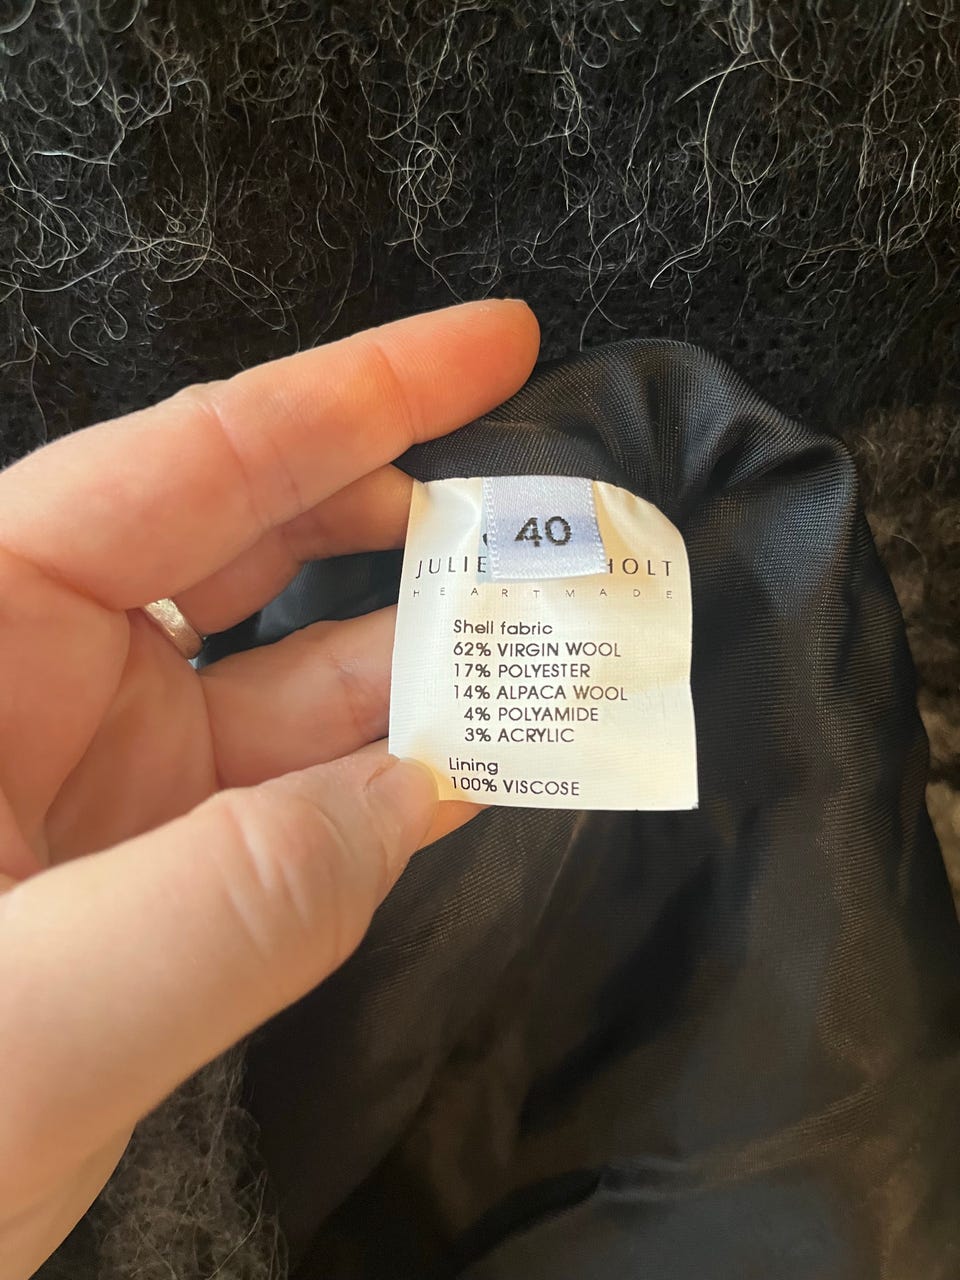 40
JULIE HOLT
HEARTMADE
Shell fabric
62% VIRGIN WOOL
17% POLYESTER
14% ALPACA WOOL
4% POLYAMIDE
3% ACRYLIC
Lining
100% VISCOSE